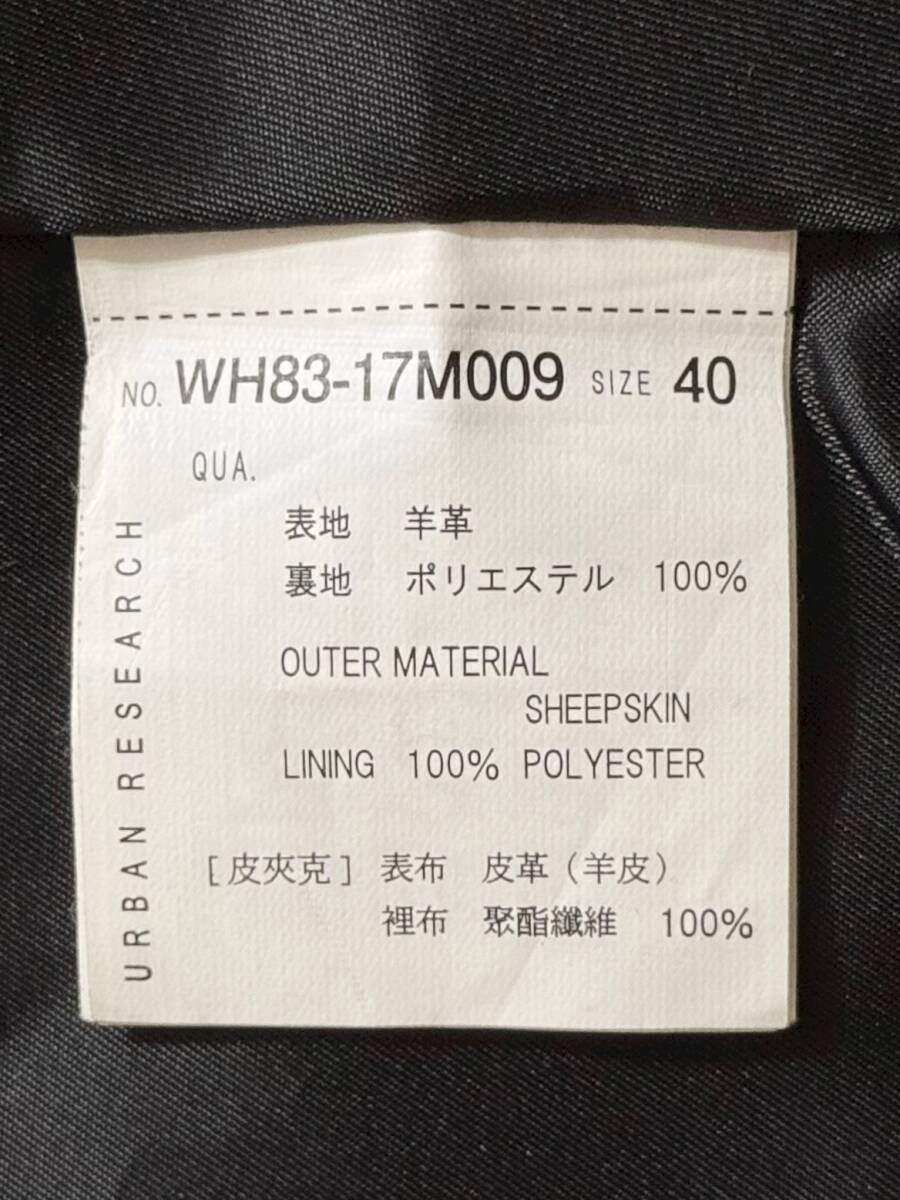 NO. WH83-17M009 SIZE 40
QUA.
表地 羊革
裏地 ポリエステル 100%
OUTER MATERIAL
SHEEPSKIN
LINING 100% POLYESTER
[皮夾克] 表布 皮革(羊皮)
裡布 聚酯纖維 100%
URBAN RESEARCH